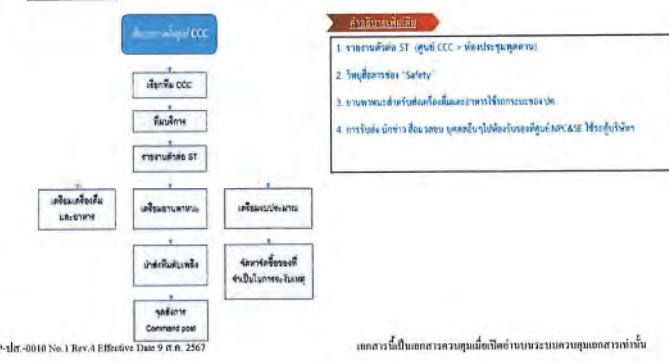 ศูนย์ CCC
คำอธิบายเพิ่มเติม
1. รายงานตัวต่อ ST (ศูนย์ CCC = ห้องประชุมพูดตาน)
2. วิทยุสื่อสารช่อง "Safety"
3. ยานพาหนะสำหรับส่งเครื่องดื่มและอาหารใช้รถกระบะของ ปศ.
4. การรับส่ง นักข่าว สื่อมวลชน บุคคลอื่นๆไปห้องรับรองที่ศูนย์ NPC&SE ใช้รถตู้บริษัทฯ
เรียกทีม CCC
ทีมบริการ
รายงานตัวต่อ ST
เตรียมเครื่องดื่ม
และอาหาร
เตรียมยานพาหนะ
เตรียมงบประมาณ
นำส่งทีมดับเพลิง
จัดหาจัดซื้อของที่
จำเป็นในการระงับเหตุ
จุดสั่งการ
Command post
P-ปส.-0010 No.1 Rev.4 Effective Date 9 ส.ค. 2567
เอกสารนี้เป็นเอกสารควบคุมเมื่อเปิดอ่านบนระบบควบคุมเอกสารเท่านั้น